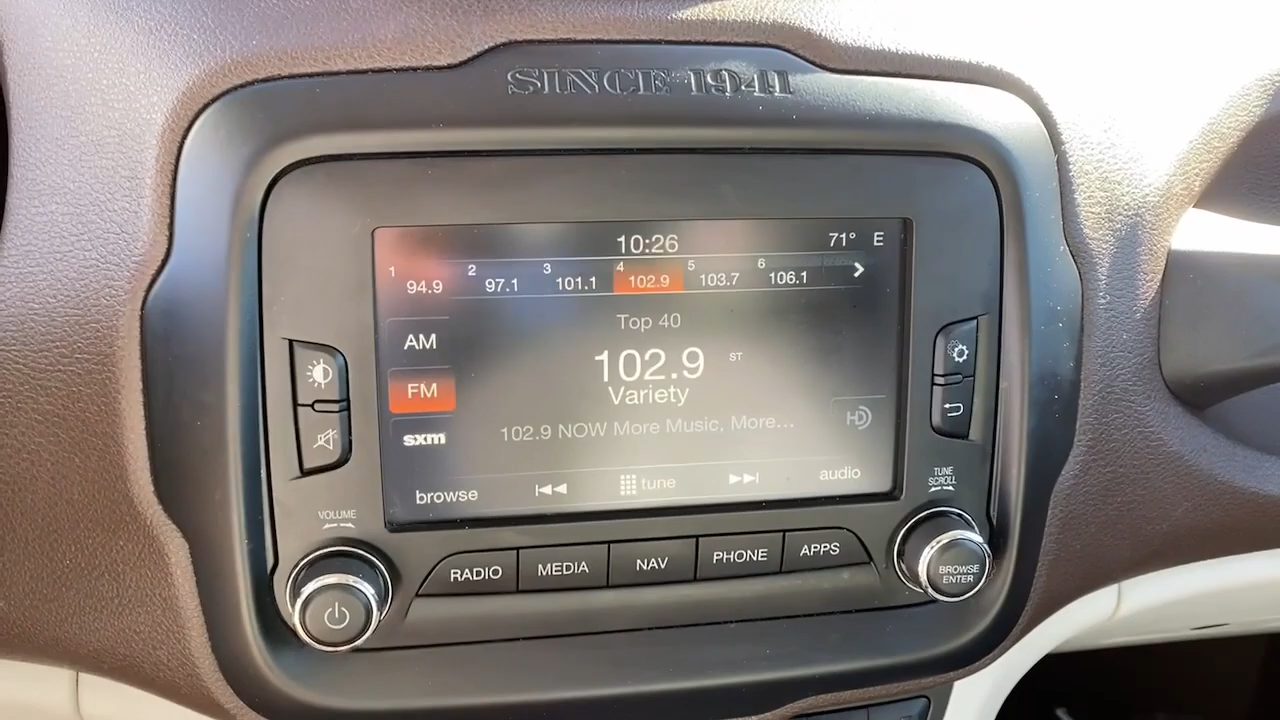 SINCE 1941
10:26 71° E
1 94.9 2 97.1 3 101.1 4 102.9 5 103.7 6 106.1
Top 40
AM
102.9 ST
FM
Variety
sxm
102.9 NOW More Music, More...
HD
browse tune audio
VOLUME
TUNE
SCROLL
RADIO MEDIA NAV PHONE APPS
BROWSE
ENTER